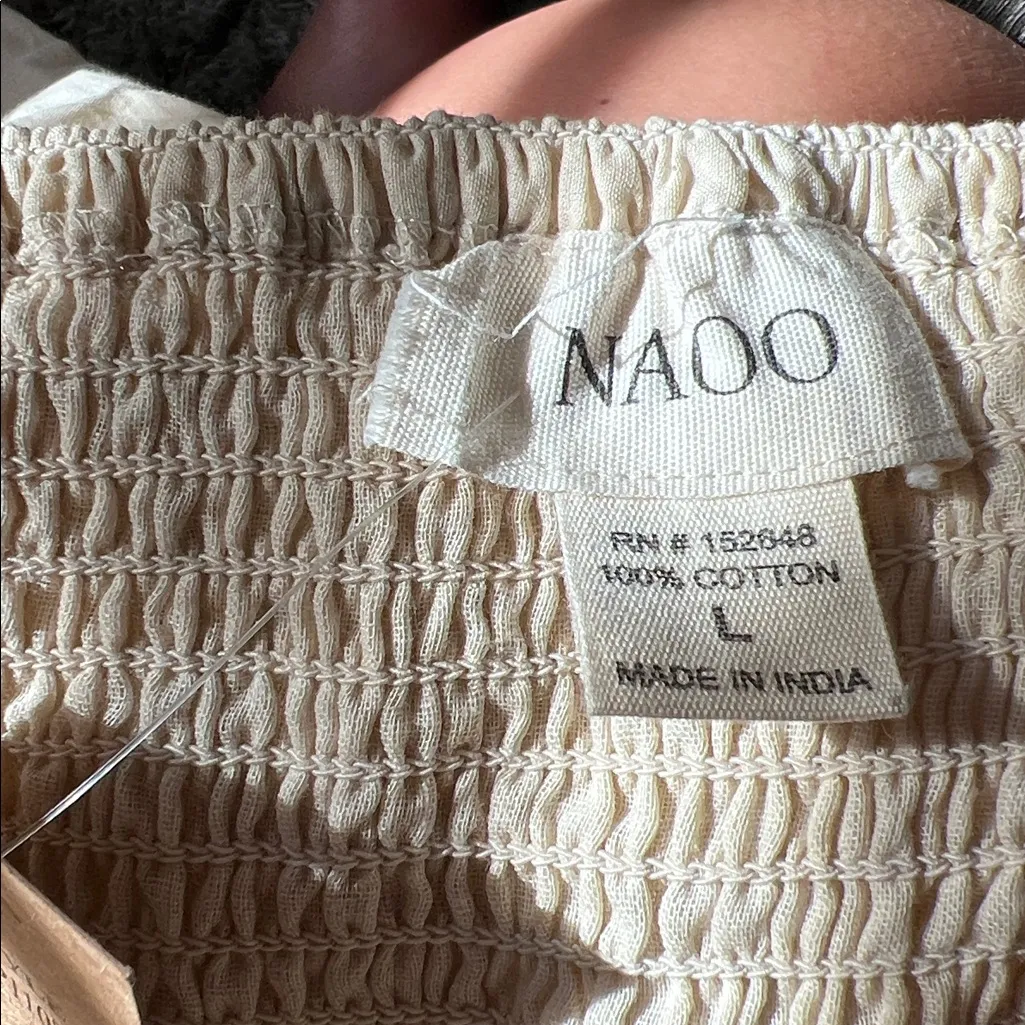 NAOO
RN # 152648
100% COTTON
L
MADE IN INDIA